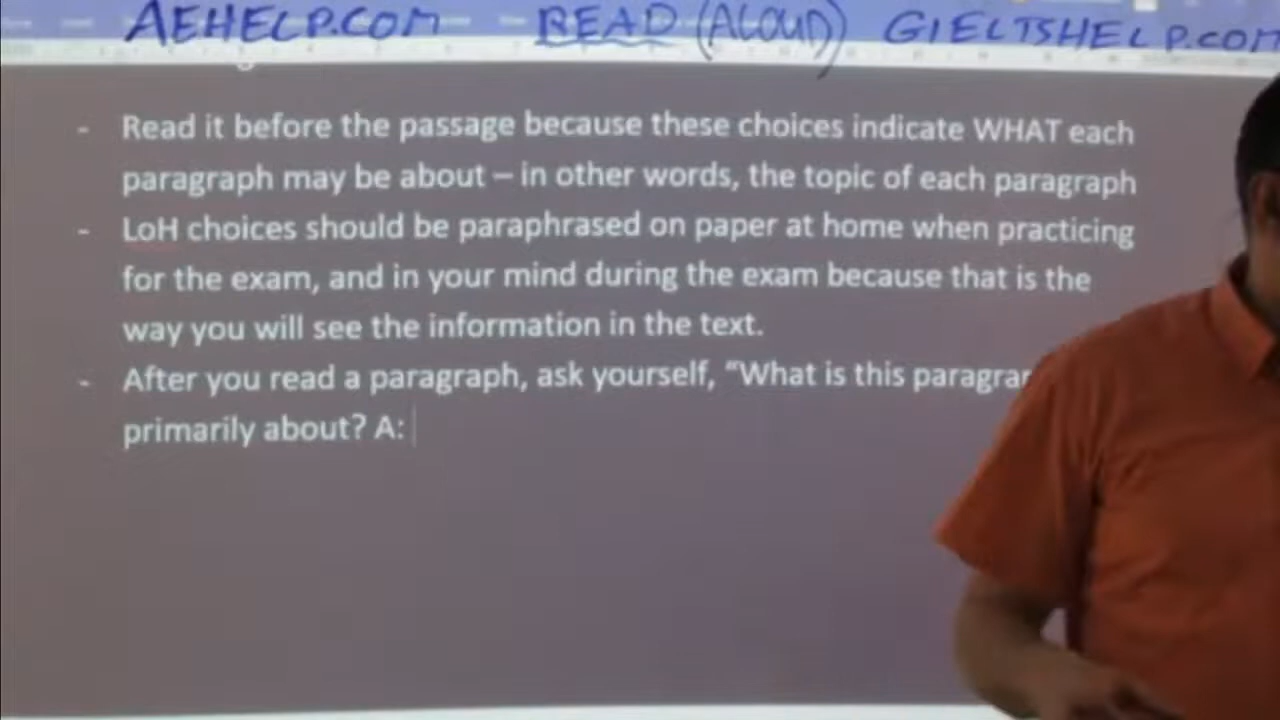 AEHELP.COM READ (ALOUD) GIELTSHELP.COM
- Read it before the passage because these choices indicate WHAT each
paragraph may be about – in other words, the topic of each paragraph
- LoH choices should be paraphrased on paper at home when practicing
for the exam, and in your mind during the exam because that is the
way you will see the information in the text.
- After you read a paragraph, ask yourself, “What is this paragra
primarily about? A: